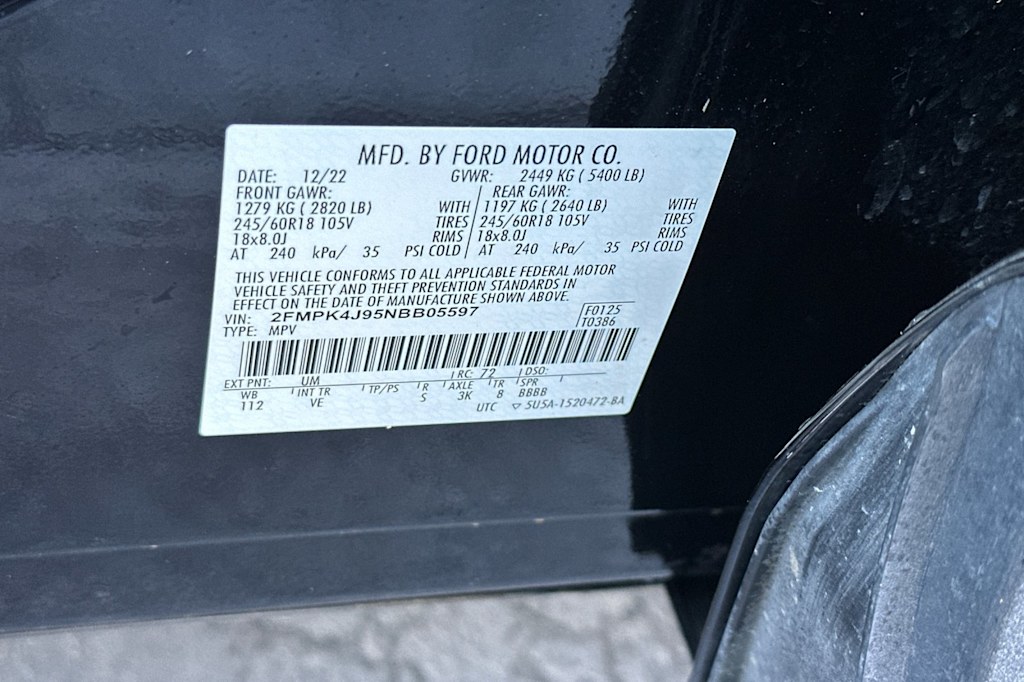 MFD. BY FORD MOTOR CO.
DATE: 12/22 GVWR: 2449 KG ( 5400 LB)
FRONT GAWR: REAR GAWR:
1279 KG ( 2820 LB) WITH 1197 KG ( 2640 LB) WITH
245/60R18 105V TIRES 245/60R18 105V TIRES
18x8.0J RIMS 18x8.0J RIMS
AT 240 kPa/ 35 PSI COLD AT 240 kPa/ 35 PSI COLD
THIS VEHICLE CONFORMS TO ALL APPLICABLE FEDERAL MOTOR
VEHICLE SAFETY AND THEFT PREVENTION STANDARDS IN
EFFECT ON THE DATE OF MANUFACTURE SHOWN ABOVE.
VIN: 2FMPK4J95NBB05597 F0125
TYPE: MPV T0386
EXT PNT: UM RC: 72 DSO:
WB INT TR TP/PS R AXLE TR SPR
112 VE S 3K 8 BBBB
UTC ▽ 5U5A-1520472-BA